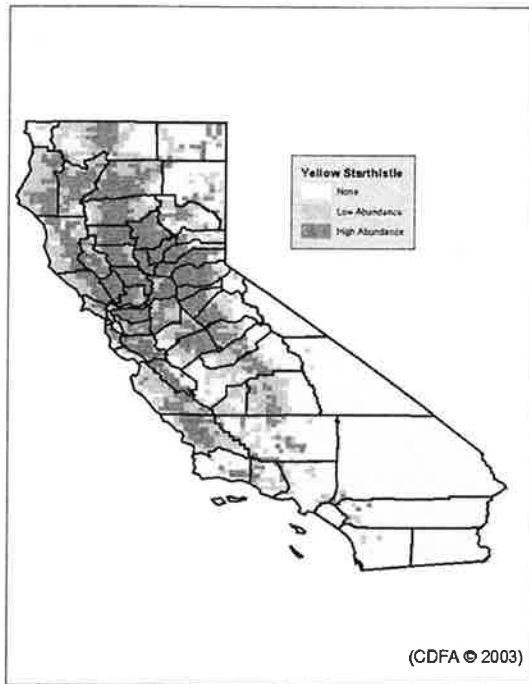 Yellow Starthistle
None
Low Abundance
High Abundance
(CDFA © 2003)